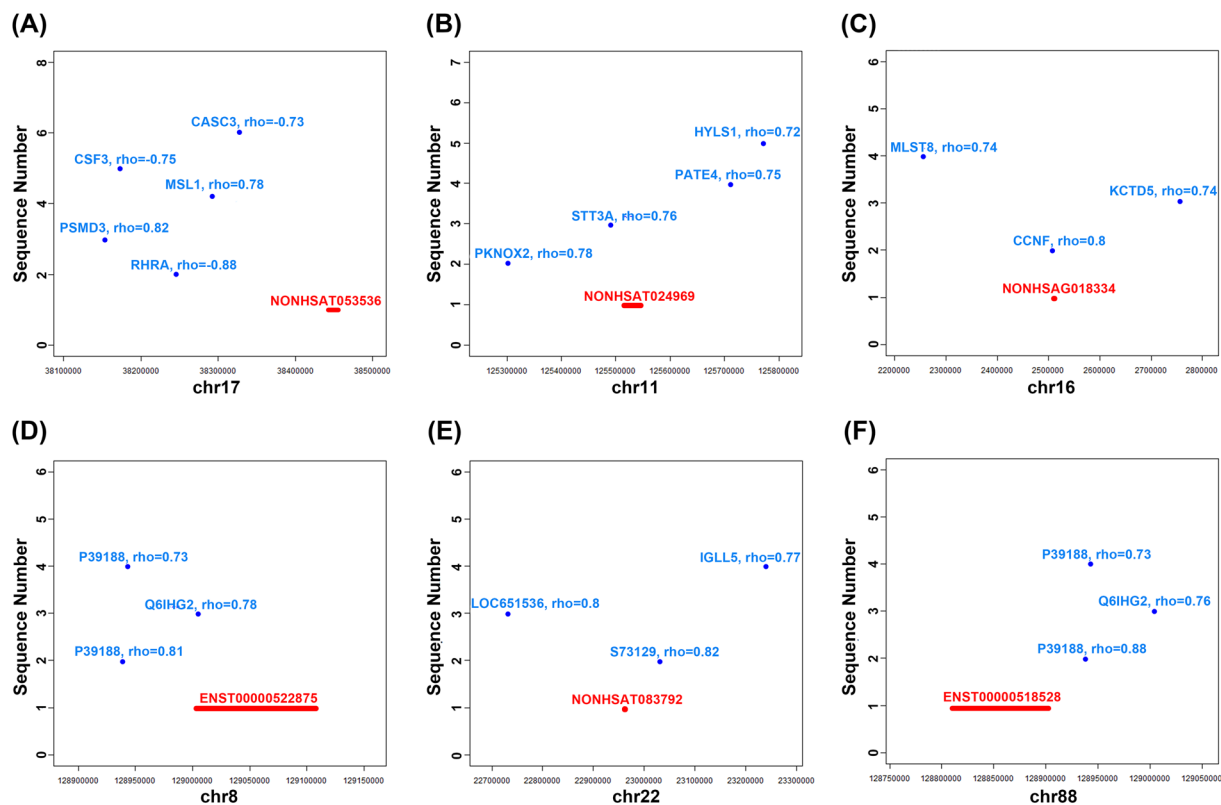 (A)
8
6
4
2
0
Sequence Number
CASC3, rho=-0.73
CSF3, rho=-0.75
MSL1, rho=0.78
PSMD3, rho=0.82
RHRA, rho=-0.88
NONHSAT053536
38100000 38200000 38300000 38400000 38500000
chr17
(B)
7
6
5
4
3
2
1
0
Sequence Number
HYLS1, rho=0.72
PATE4, rho=0.75
STT3A, rho=0.76
PKNOX2, rho=0.78
NONHSAT024969
125300000 125400000 125500000 125600000 125700000 125800000
chr11
(C)
6
5
4
3
2
1
0
Sequence Number
MLST8, rho=0.74
KCTD5, rho=0.74
CCNF, rho=0.8
NONHSAG018334
2200000 2300000 2400000 2500000 2600000 2700000 2800000
chr16
(D)
6
5
4
3
2
1
0
Sequence Number
P39188, rho=0.73
Q6IHG2, rho=0.78
P39188, rho=0.81
ENST00000522875
128900000 128950000 129000000 129050000 129100000 129150000
chr8
(E)
6
5
4
3
2
1
0
Sequence Number
IGLL5, rho=0.77
LOC651536, rho=0.8
S73129, rho=0.82
NONHSAT083792
22700000 22800000 22900000 23000000 23100000 23200000 23300000
chr22
(F)
6
5
4
3
2
1
0
Sequence Number
P39188, rho=0.73
Q6IHG2, rho=0.76
P39188, rho=0.88
ENST00000518528
128750000 128800000 128850000 128900000 128950000 129000000 129050000
chr88